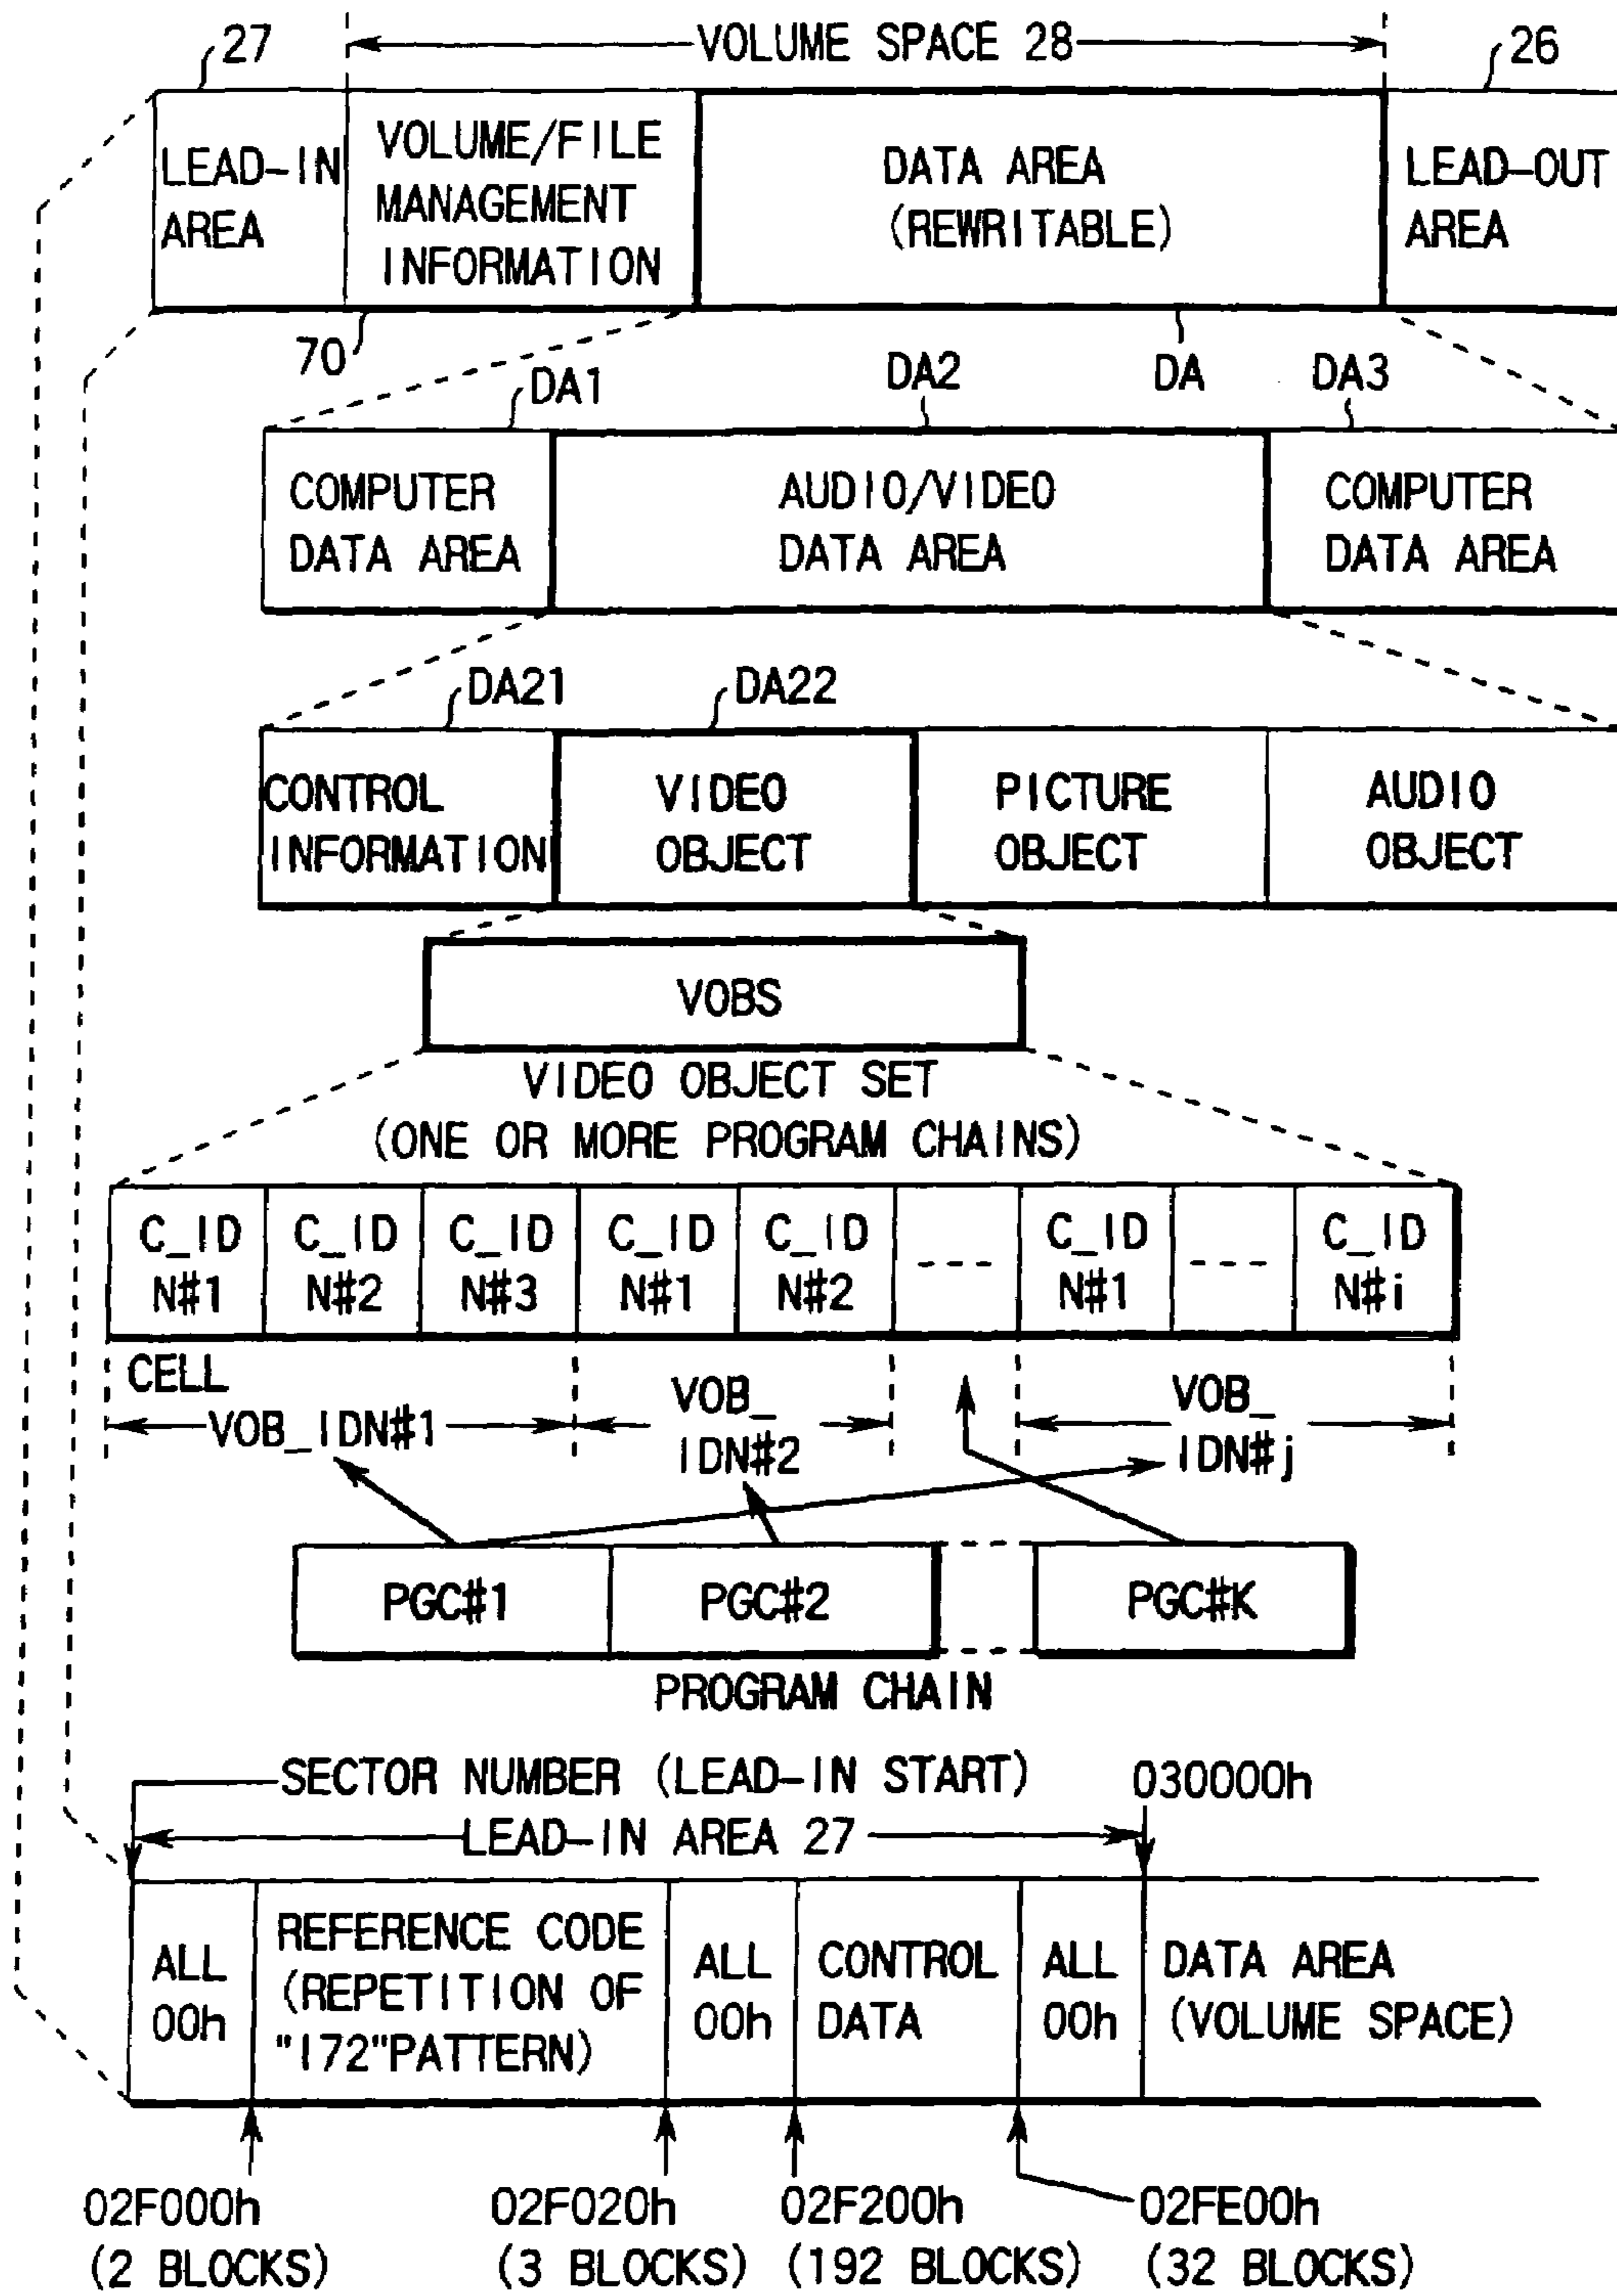 27
VOLUME SPACE 28
26
LEAD-IN
AREA
VOLUME/FILE
MANAGEMENT
INFORMATION
DATA AREA
(REWRITABLE)
LEAD-OUT
AREA
70
DA1
DA2
DA
DA3
COMPUTER
DATA AREA
AUDIO/VIDEO
DATA AREA
COMPUTER
DATA AREA
DA21
DA22
CONTROL
INFORMATION
VIDEO
OBJECT
PICTURE
OBJECT
AUDIO
OBJECT
VOBS
VIDEO OBJECT SET
(ONE OR MORE PROGRAM CHAINS)
C_ID
N#1
C_ID
N#2
C_ID
N#3
C_ID
N#1
C_ID
N#2
----
C_ID
N#1
----
C_ID
N#i
CELL
VOB_IDN#1
VOB_
IDN#2
VOB_
IDN#j
PGC#1
PGC#2
PGC#K
PROGRAM CHAIN
SECTOR NUMBER (LEAD-IN START)
030000h
LEAD-IN AREA 27
ALL
00h
REFERENCE CODE
(REPETITION OF
"172"PATTERN)
ALL
00h
CONTROL
DATA
ALL
00h
DATA AREA
(VOLUME SPACE)
02F000h
(2 BLOCKS)
02F020h
(3 BLOCKS)
02F200h
(192 BLOCKS)
02FE00h
(32 BLOCKS)